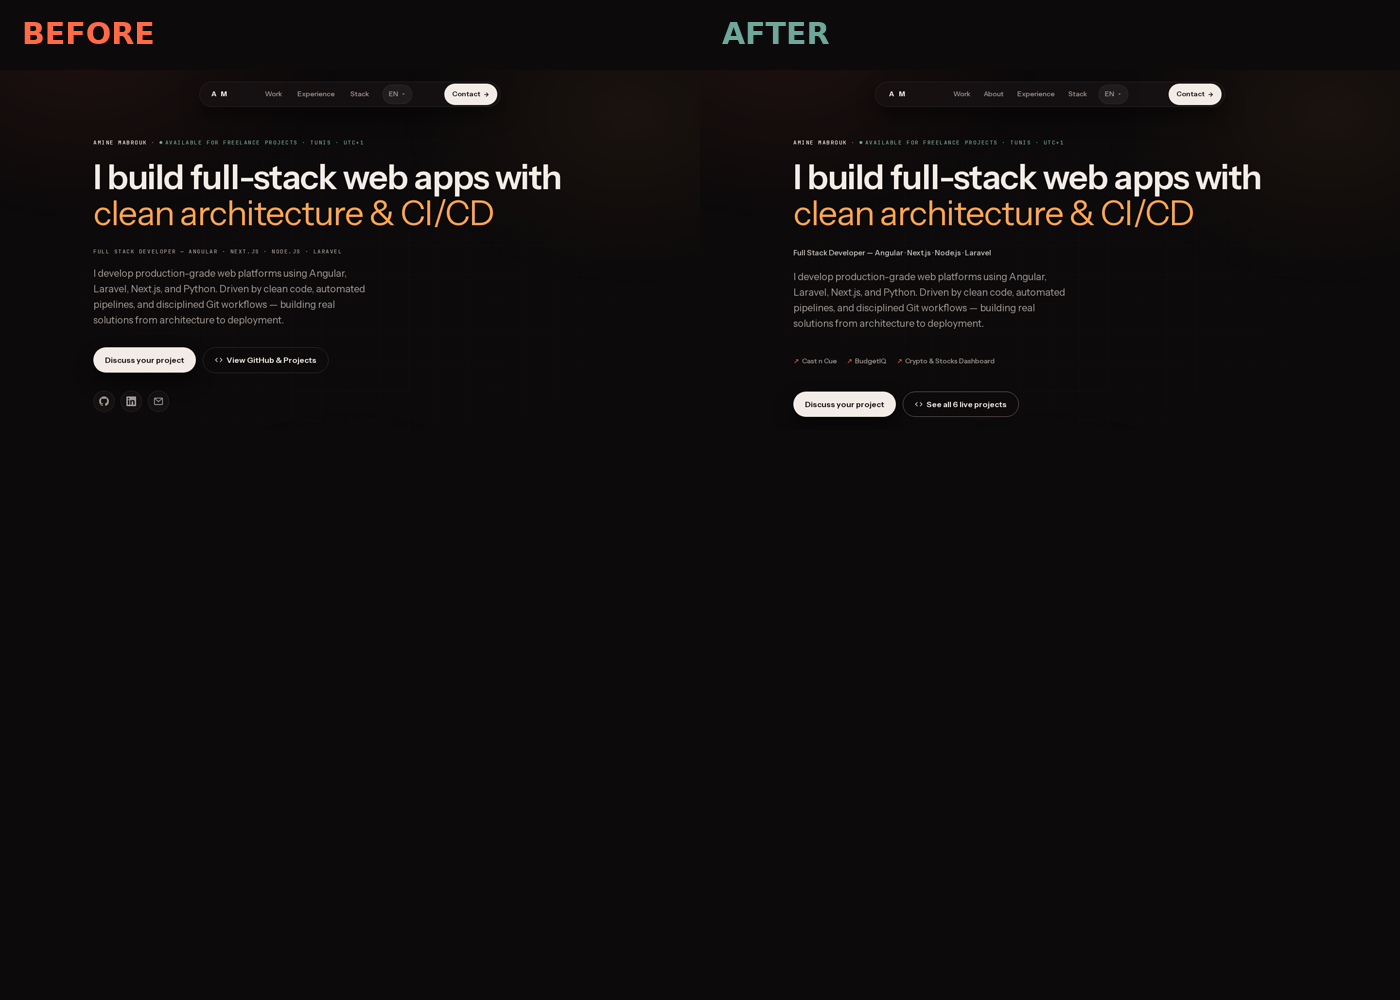 BEFORE
A M Work Experience Stack EN Contact →
AMINE MABROUK · ● AVAILABLE FOR FREELANCE PROJECTS · TUNIS · UTC+1
I build full-stack web apps with
clean architecture & CI/CD
FULL STACK DEVELOPER — ANGULAR · NEXT.JS · NODE.JS · LARAVEL
I develop production-grade web platforms using Angular,
Laravel, Next.js, and Python. Driven by clean code, automated
pipelines, and disciplined Git workflows — building real
solutions from architecture to deployment.
Discuss your project <> View GitHub & Projects
AFTER
A M Work About Experience Stack EN Contact →
AMINE MABROUK · ● AVAILABLE FOR FREELANCE PROJECTS · TUNIS · UTC+1
I build full-stack web apps with
clean architecture & CI/CD
Full Stack Developer — Angular · Next.js · Node.js · Laravel
I develop production-grade web platforms using Angular,
Laravel, Next.js, and Python. Driven by clean code, automated
pipelines, and disciplined Git workflows — building real
solutions from architecture to deployment.
↗ Cast n Cue ↗ BudgetIQ ↗ Crypto & Stocks Dashboard
Discuss your project <> See all 6 live projects